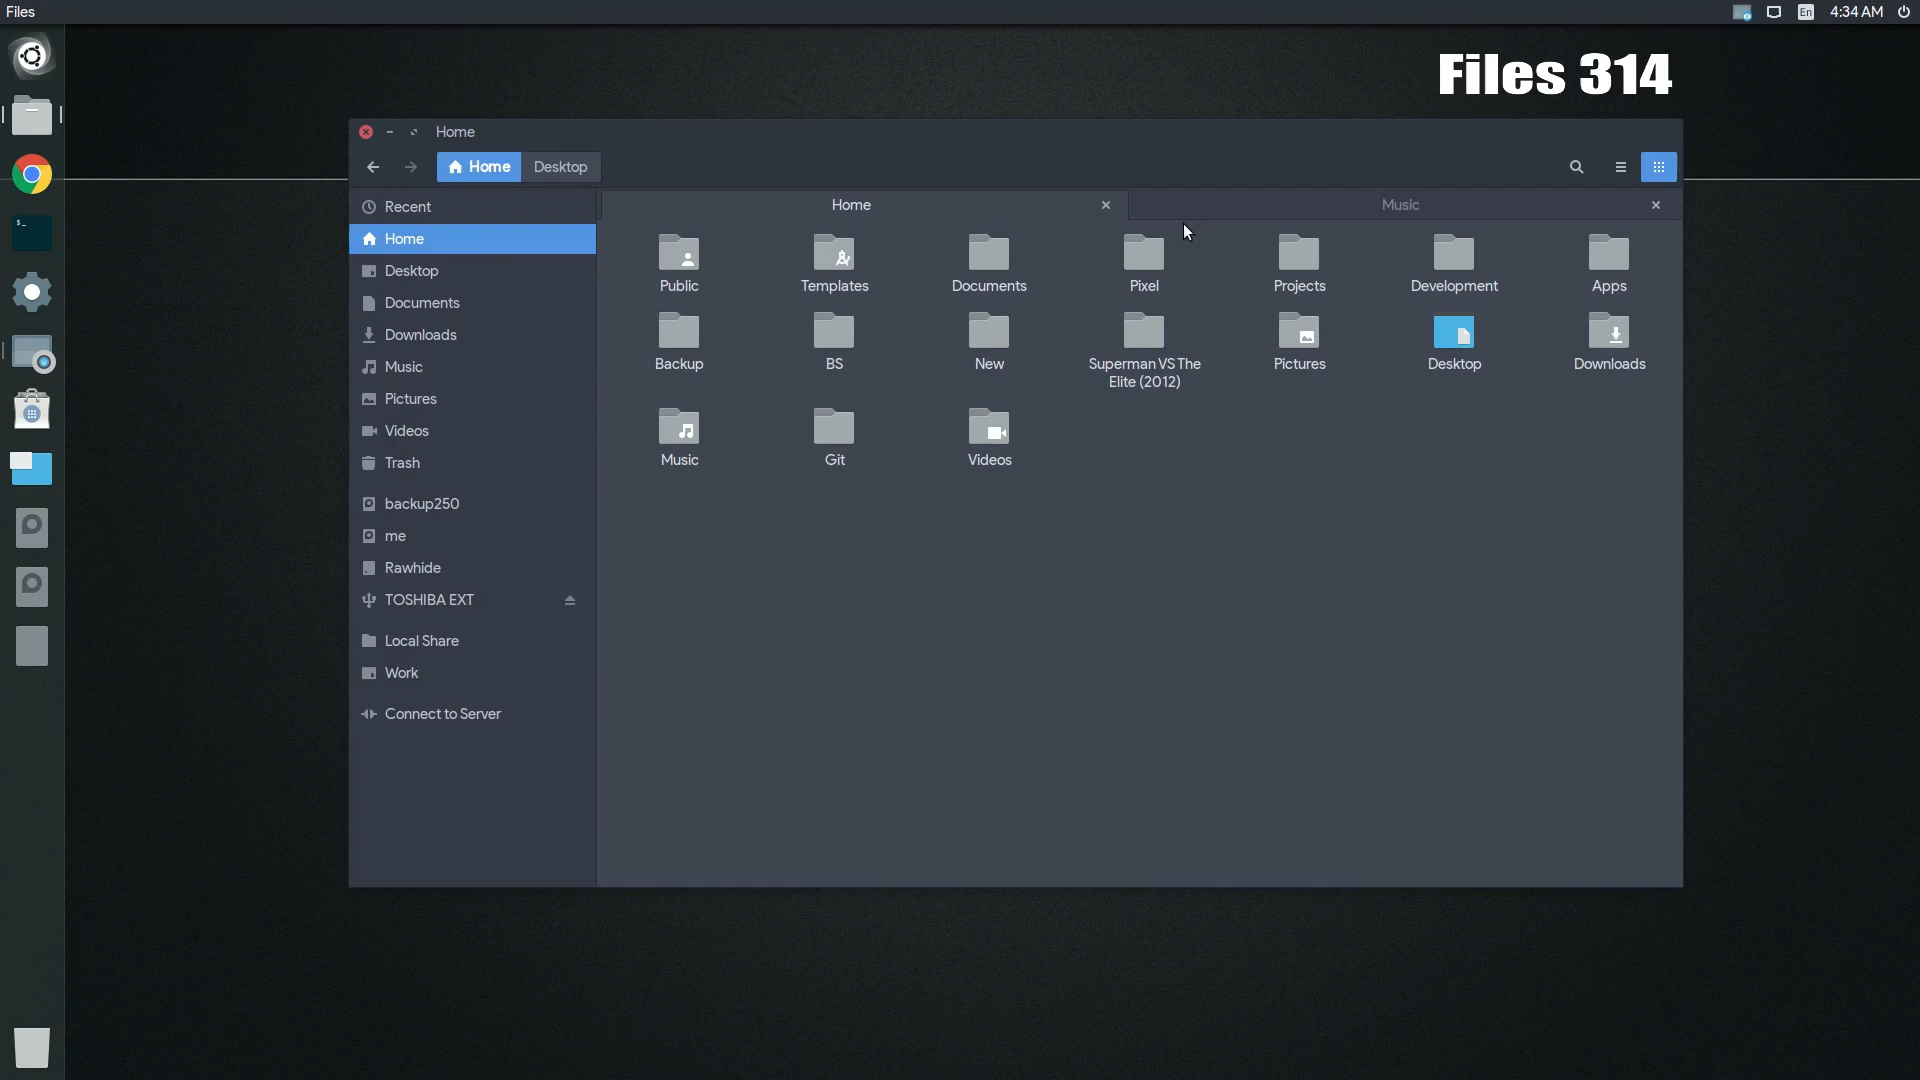 Files
En
4:34 AM
Files 314
Home
Home
Desktop
Recent
Home
Desktop
Documents
Downloads
Music
Pictures
Videos
Trash
backup250
me
Rawhide
TOSHIBA EXT
Local Share
Work
Connect to Server
Home
Music
Public
Templates
Documents
Pixel
Projects
Development
Apps
Backup
BS
New
Superman VS The
Elite (2012)
Pictures
Desktop
Downloads
Music
Git
Videos